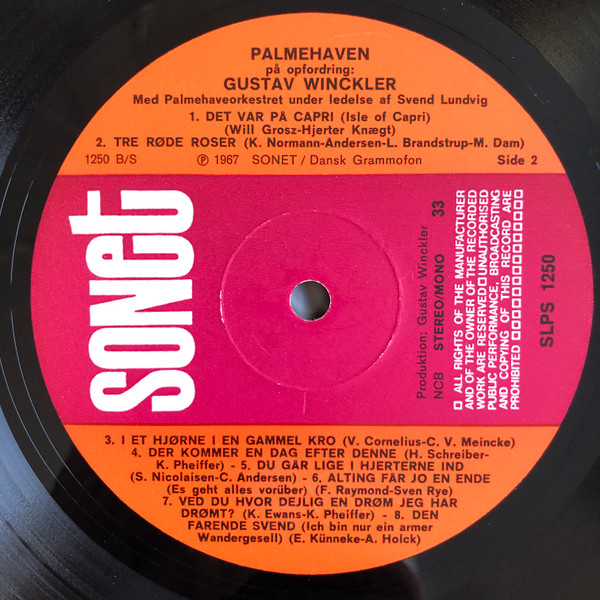 PALMEHAVEN
på opfordring:
GUSTAV WINCKLER
Med Palmehaveorkestret under ledelse af Svend Lundvig
1. DET VAR PÅ CAPRI (Isle of Capri)
(Will Grosz-Hjerter Knægt)
2. TRE RØDE ROSER (K. Normann-Andersen-L. Brandstrup-M. Dam)
1250 B/S ℗ 1967 SONET / Dansk Grammofon Side 2
sonet
Produktion: Gustav Winckler
NCB STEREO/MONO 33
□ ALL RIGHTS OF THE MANUFACTURER
AND OF THE OWNER OF THE RECORDED
WORK ARE RESERVED □ UNAUTHORISED
PUBLIC PERFORMANCE, BROADCASTING
AND COPYING OF THIS RECORD ARE
PROHIBITED □□□□□□□□□□□□□□
SLPS 1250
3. I ET HJØRNE I EN GAMMEL KRO (V. Cornelius-C. V. Meincke)
4. DER KOMMER EN DAG EFTER DENNE (H. Schreiber-
K. Pheiffer) - 5. DU GÅR LIGE I HJERTERNE IND
(S. Nicolaisen-C. Andersen) - 6. ALTING FÅR JO EN ENDE
(Es geht alles vorüber) (F. Raymond-Sven Rye)
7. VED DU HVOR DEJLIG EN DRØM JEG HAR
DRØMT? (K. Ewans-K. Pheiffer) - 8. DEN
FARENDE SVEND (Ich bin nur ein armer
Wandergesell) (E. Künneke-A. Holck)